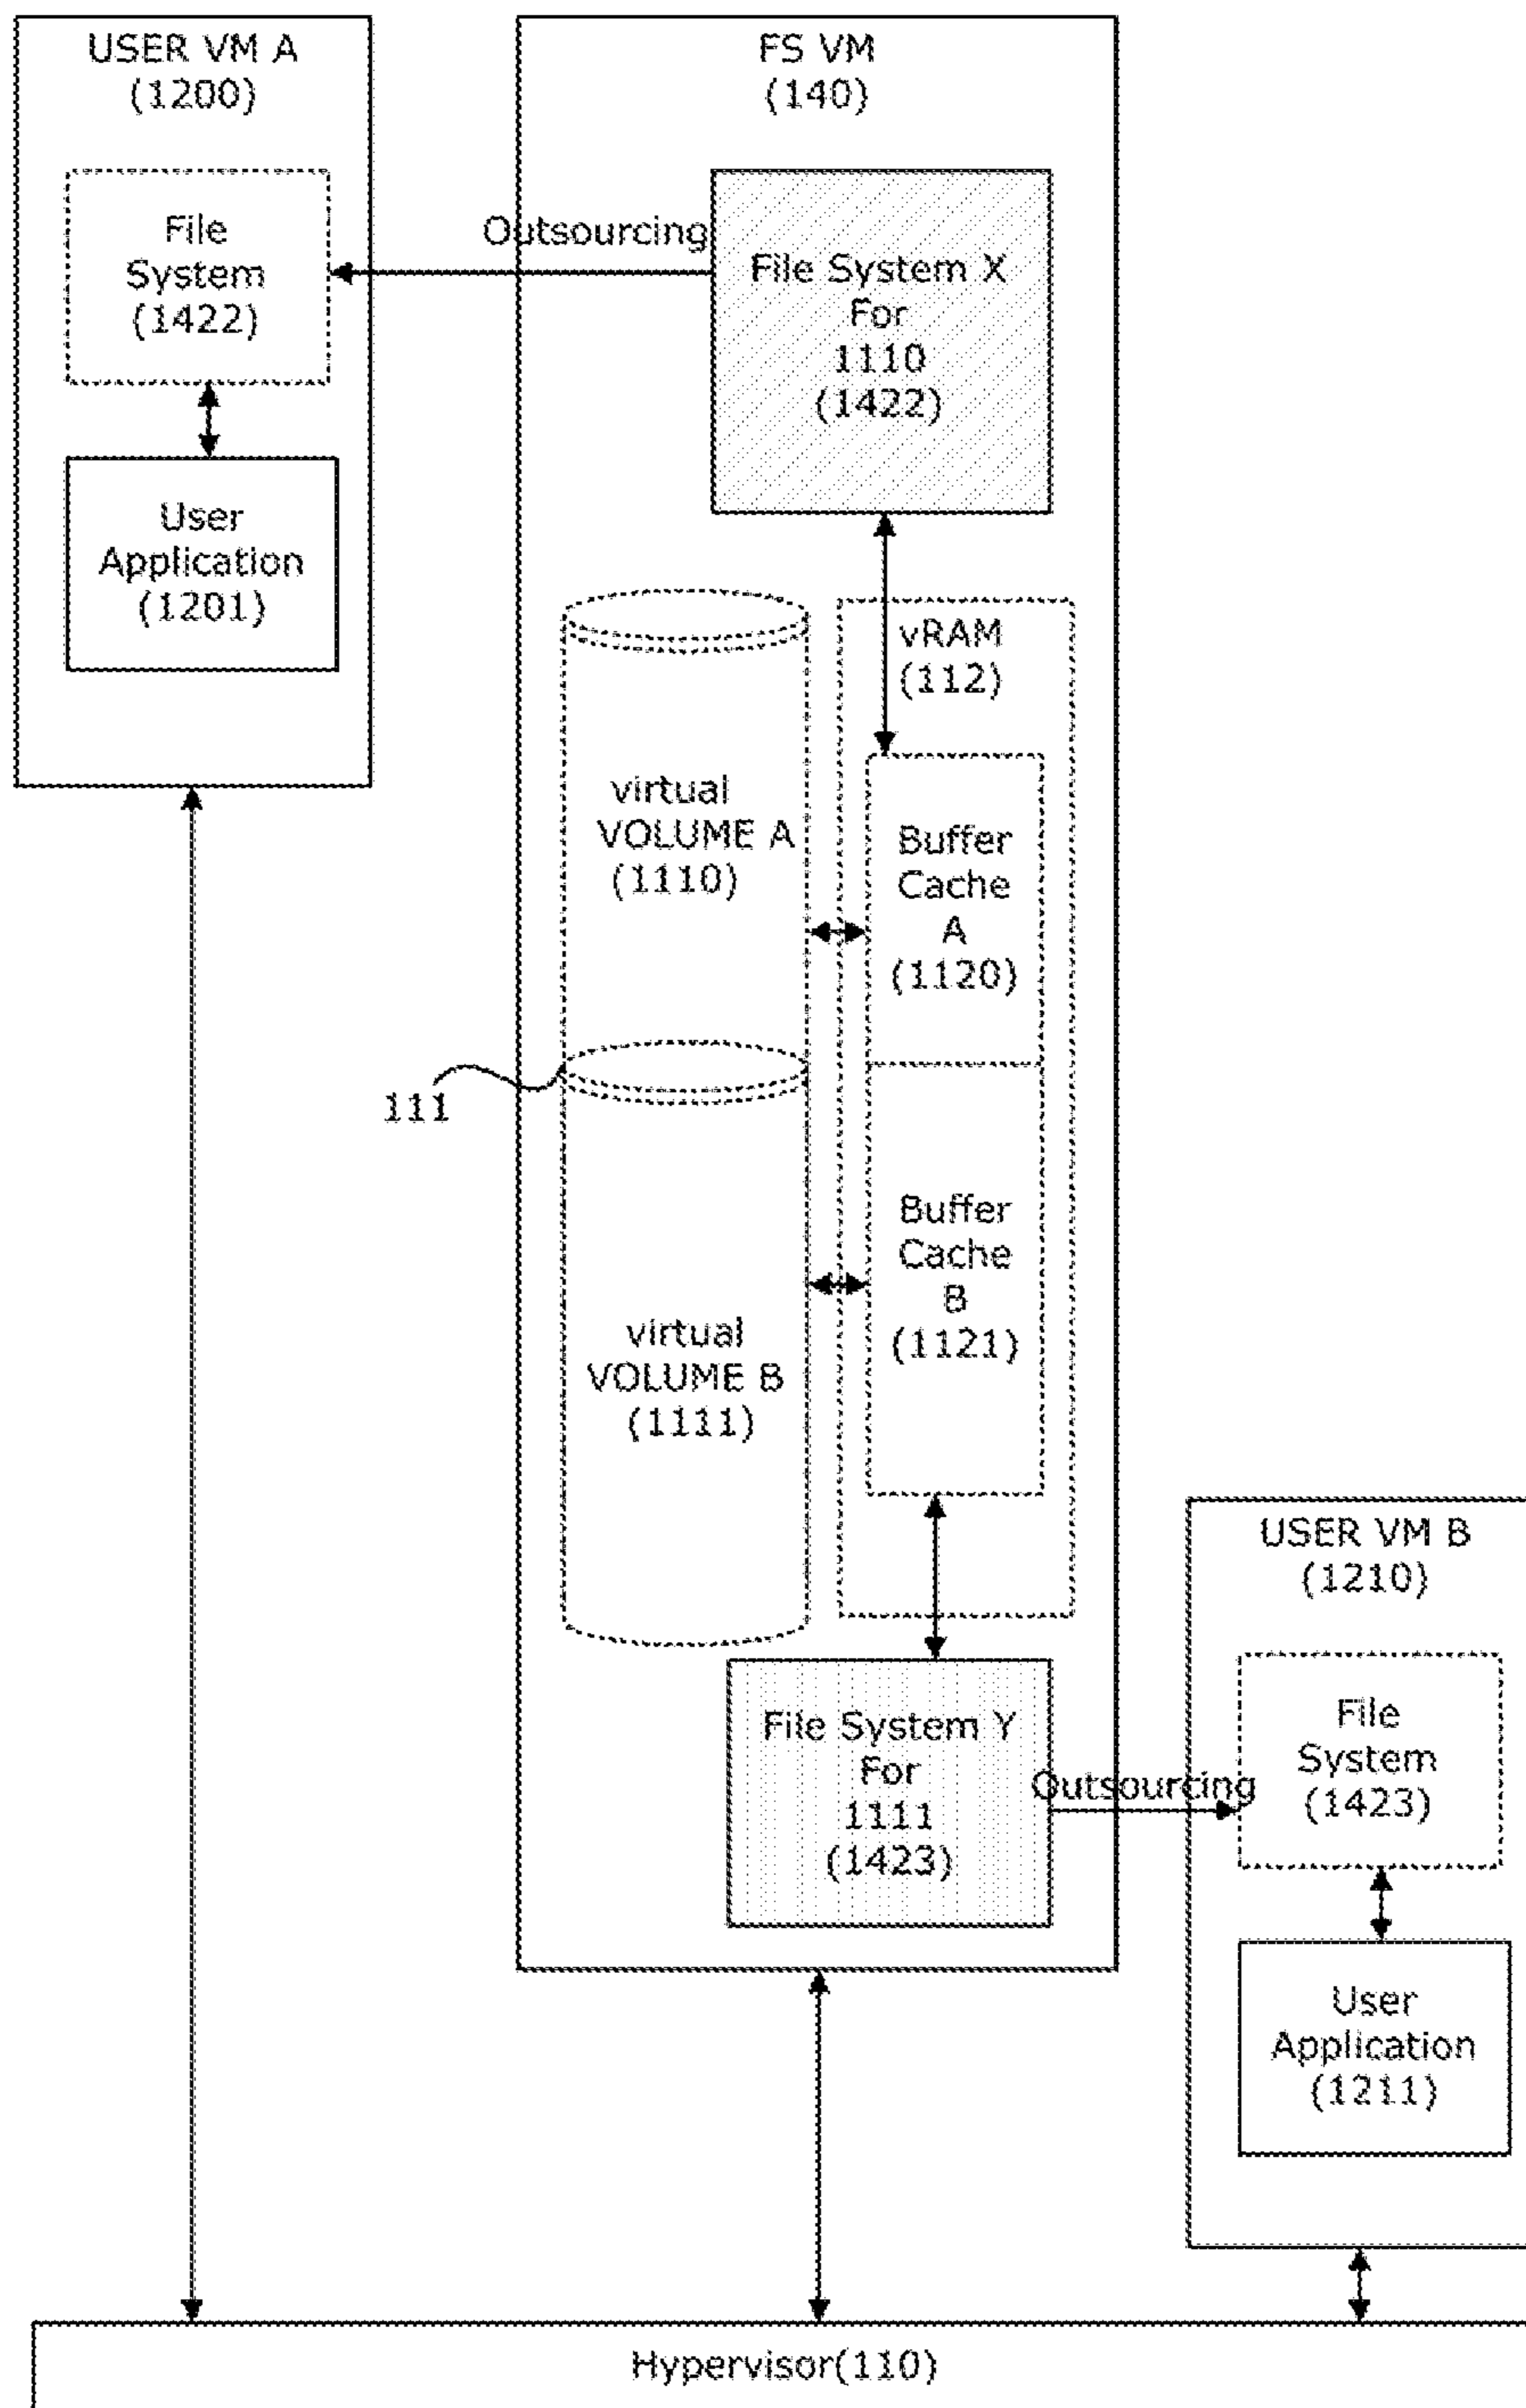 USER VM A
(1200)
File
System
(1422)
User
Application
(1201)
FS VM
(140)
Outsourcing
File System X
For
1110
(1422)
vRAM
(112)
virtual
VOLUME A
(1110)
Buffer
Cache
A
(1120)
111
Buffer
Cache
B
(1121)
virtual
VOLUME B
(1111)
File System Y
For
1111
(1423)
Outsourcing
USER VM B
(1210)
File
System
(1423)
User
Application
(1211)
Hypervisor(110)